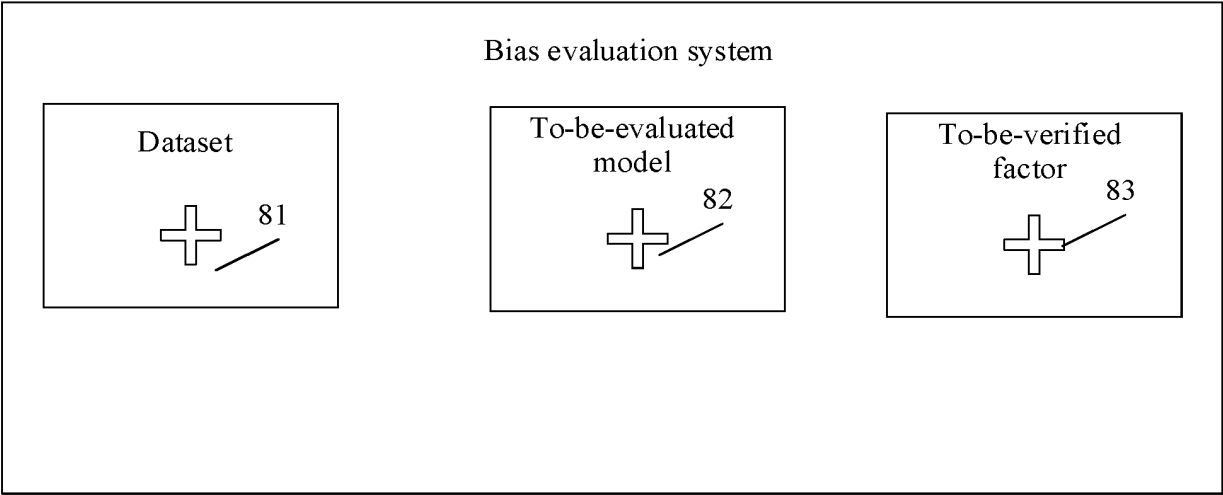 Bias evaluation system
Dataset
81
To-be-evaluated
model
82
To-be-verified
factor
83